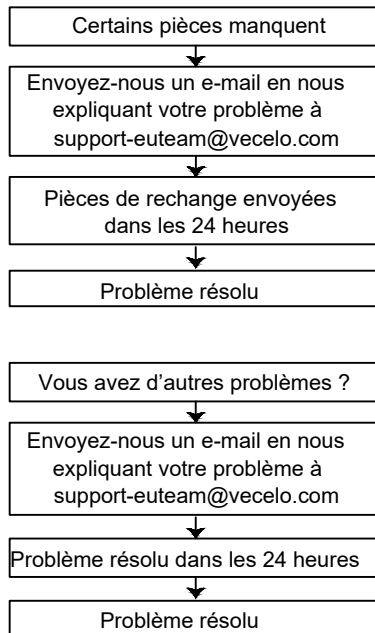 Certains pièces manquent
Envoyez-nous un e-mail en nous
expliquant votre problème à
support-euteam@vecelo.com
Pièces de rechange envoyées
dans les 24 heures
Problème résolu
Vous avez d'autres problèmes ?
Envoyez-nous un e-mail en nous
expliquant votre problème à
support-euteam@vecelo.com
Problème résolu dans les 24 heures
Problème résolu